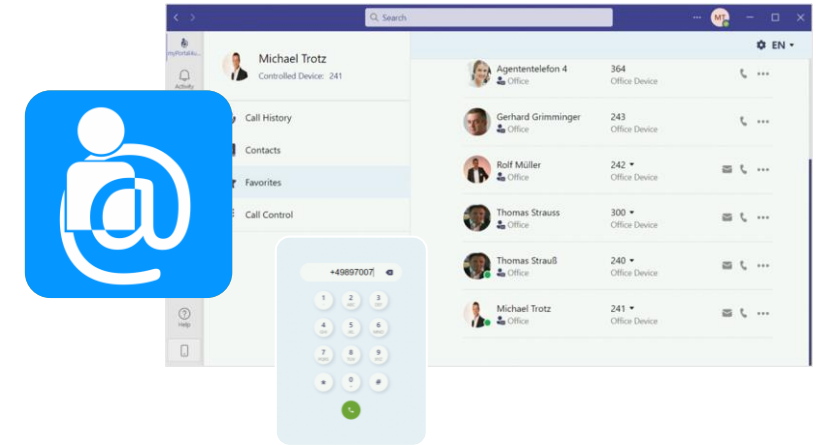 Search
MT
myPortal4u...
Activity
Help
Michael Trotz
Controlled Device: 241
Call History
Contacts
Favorites
Call Control
EN
Agententelefon 4
Office
364
Office Device
Gerhard Grimminger
Office
243
Office Device
Rolf Müller
Office
242
Office Device
Thomas Strauss
Office
300
Office Device
Thomas Strauß
Office
240
Office Device
Michael Trotz
Office
241
Office Device
+49897007
1 2 3
4 5 6
7 8 9
* 0 #